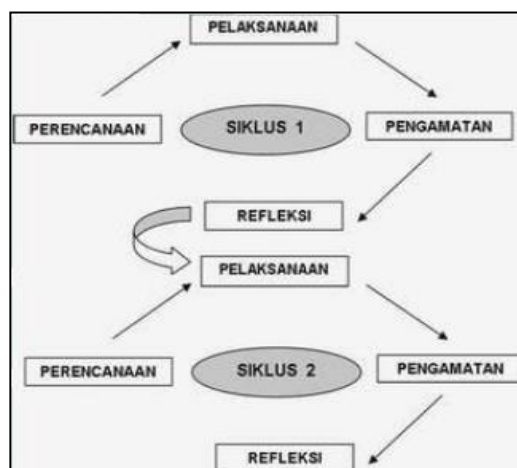 PELAKSANAAN
PERENCANAAN
SIKLUS 1
PENGAMATAN
REFLEKSI
PELAKSANAAN
PERENCANAAN
SIKLUS 2
PENGAMATAN
REFLEKSI